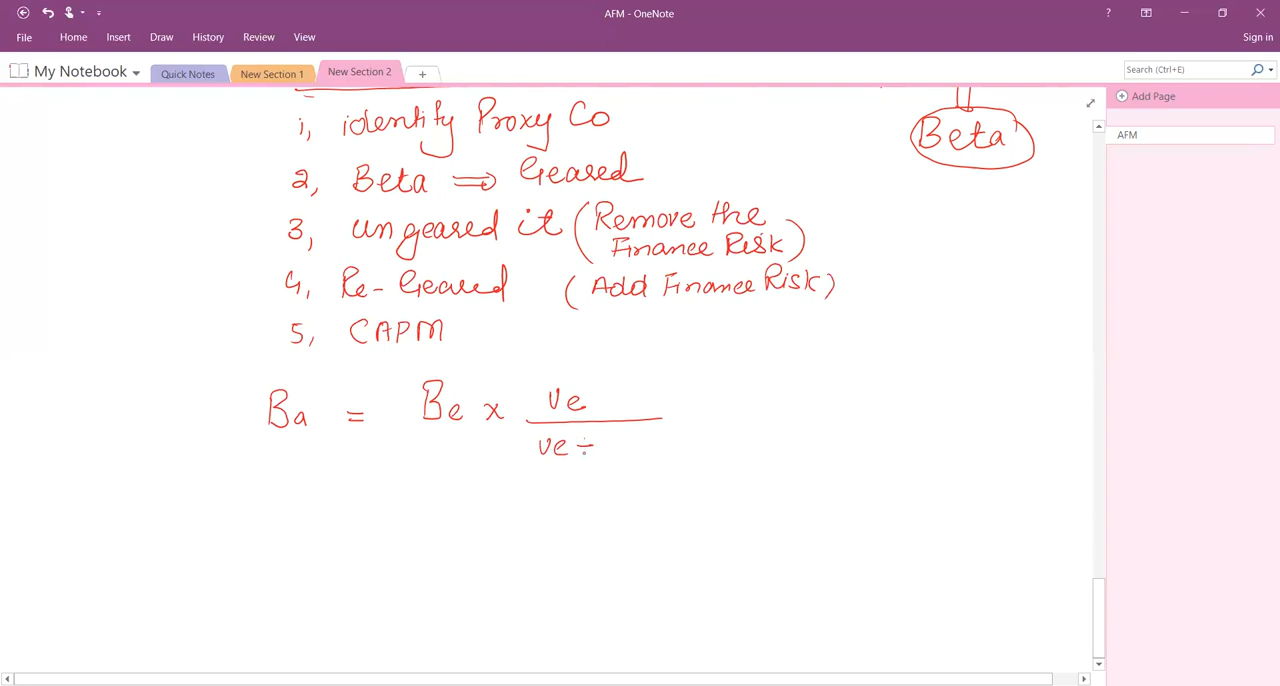 AFM - OneNote
File Home Insert Draw History Review View Sign in
My Notebook Quick Notes New Section 1 New Section 2 Search (Ctrl+E)
Add Page
AFM
Beta
1, identify Proxy Co
2, Beta ⇒ Geared
3, ungeared it (Remove the
Finance Risk)
4, Re-Geared (Add Finance Risk)
5, CAPM
Ba = Be x ve
ve +